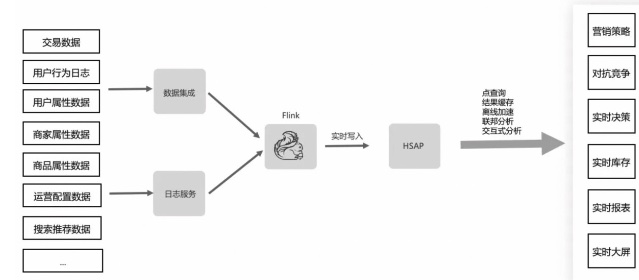 交易数据
用户行为日志
用户属性数据
商家属性数据
商品属性数据
运营配置数据
搜索推荐数据
...
数据集成
日志服务
Flink
实时写入
HSAP
点查询
结果缓存
离线加速
联邦分析
交互式分析
营销策略
对抗竞争
实时决策
实时库存
实时报表
实时大屏